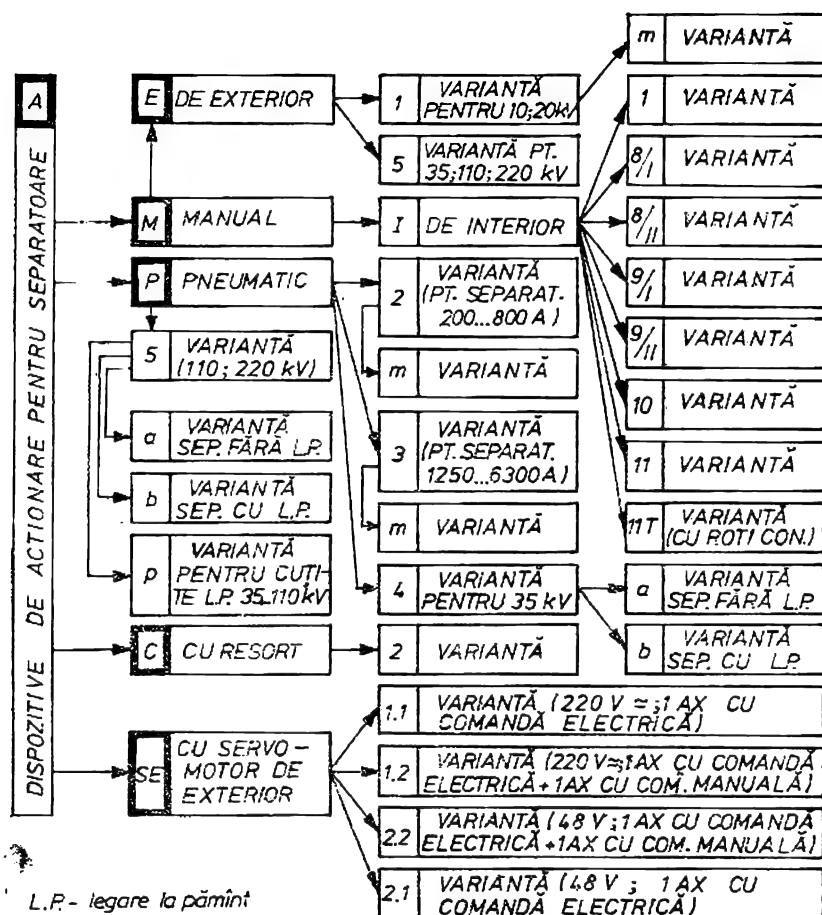 A
DISPOZITIVE DE ACTIONARE PENTRU SEPARATOARE
E DE EXTERIOR
M MANUAL
P PNEUMATIC
5 VARIANTĂ
(110; 220 kV)
a VARIANTĂ
SEP. FĂRĂ L.P.
b VARIANTĂ
SEP. CU L.P.
p VARIANTĂ
PENTRU CUȚI-
TE L.P. 35...110kV
C CU RESORT
SE CU SERVO-
MOTOR DE
EXTERIOR
1 VARIANTĂ
PENTRU 10;20kV
5 VARIANTĂ PT.
35;110; 220 kV
I DE INTERIOR
2 VARIANTĂ
(PT. SEPARAT.
200...800 A)
m VARIANTĂ
3 VARIANTĂ
(PT. SEPARAT.
1250...6300A)
m VARIANTĂ
4 VARIANTĂ
PENTRU 35 kV
2 VARIANTĂ
1.1 VARIANTĂ (220 V ≃; 1 AX CU
COMANDĂ ELECTRICĂ)
1.2 VARIANTĂ (220 V≃; 1AX CU COMANDĂ
ELECTRICĂ + 1AX CU COM. MANUALĂ)
2.2 VARIANTĂ (48 V; 1 AX CU COMANDĂ
ELECTRICĂ +1AX CU COM. MANUALĂ)
2.1 VARIANTĂ (48 V ; 1 AX CU
COMANDĂ ELECTRICĂ)
m VARIANTĂ
1 VARIANTĂ
8/I VARIANTĂ
8/II VARIANTĂ
9/I VARIANTĂ
9/II VARIANTĂ
10 VARIANTĂ
11 VARIANTĂ
11T VARIANTĂ
(CU ROTI CON.)
a VARIANTĂ
SEP. FĂRĂ L.P.
b VARIANTĂ
SEP. CU L.P.
L.P. - legare la pămînt